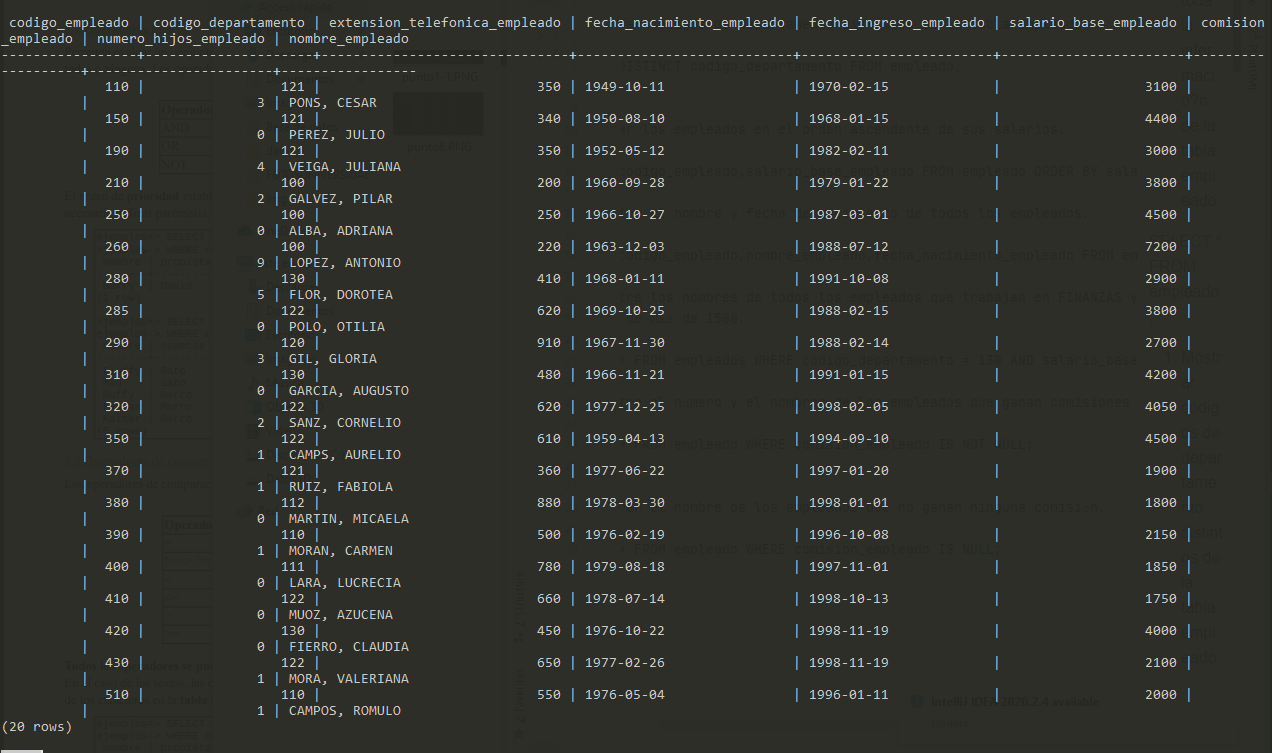 codigo_empleado | codigo_departamento | extension_telefonica_empleado | fecha_nacimiento_empleado | fecha_ingreso_empleado | salario_base_empleado | comision
_empleado | numero_hijos_empleado | nombre_empleado
-----------------+---------------------+-------------------------------+---------------------------+------------------------+-----------------------+---------
----------+-----------------------+------------------
110 | 121 | 350 | 1949-10-11 | 1970-02-15 | 3100 |
| 3 | PONS, CESAR
150 | 121 | 340 | 1950-08-10 | 1968-01-15 | 4400 |
| 0 | PEREZ, JULIO
190 | 121 | 350 | 1952-05-12 | 1982-02-11 | 3000 |
| 4 | VEIGA, JULIANA
210 | 100 | 200 | 1960-09-28 | 1979-01-22 | 3800 |
| 2 | GALVEZ, PILAR
250 | 100 | 250 | 1966-10-27 | 1987-03-01 | 4500 |
| 0 | ALBA, ADRIANA
260 | 100 | 220 | 1963-12-03 | 1988-07-12 | 7200 |
| 9 | LOPEZ, ANTONIO
280 | 130 | 410 | 1968-01-11 | 1991-10-08 | 2900 |
| 5 | FLOR, DOROTEA
285 | 122 | 620 | 1969-10-25 | 1988-02-15 | 3800 |
| 0 | POLO, OTILIA
290 | 120 | 910 | 1967-11-30 | 1988-02-14 | 2700 |
| 3 | GIL, GLORIA
310 | 130 | 480 | 1966-11-21 | 1991-01-15 | 4200 |
| 0 | GARCIA, AUGUSTO
320 | 122 | 620 | 1977-12-25 | 1998-02-05 | 4050 |
| 2 | SANZ, CORNELIO
350 | 122 | 610 | 1959-04-13 | 1994-09-10 | 4500 |
| 1 | CAMPS, AURELIO
370 | 121 | 360 | 1977-06-22 | 1997-01-20 | 1900 |
| 1 | RUIZ, FABIOLA
380 | 112 | 880 | 1978-03-30 | 1998-01-01 | 1800 |
| 0 | MARTIN, MICAELA
390 | 110 | 500 | 1976-02-19 | 1996-10-08 | 2150 |
| 1 | MORAN, CARMEN
400 | 111 | 780 | 1979-08-18 | 1997-11-01 | 1850 |
| 0 | LARA, LUCRECIA
410 | 122 | 660 | 1978-07-14 | 1998-10-13 | 1750 |
| 0 | MUOZ, AZUCENA
420 | 130 | 450 | 1976-10-22 | 1998-11-19 | 4000 |
| 0 | FIERRO, CLAUDIA
430 | 122 | 650 | 1977-02-26 | 1998-11-19 | 2100 |
| 1 | MORA, VALERIANA
510 | 110 | 550 | 1976-05-04 | 1996-01-11 | 2000 |
| 1 | CAMPOS, ROMULO
(20 rows)